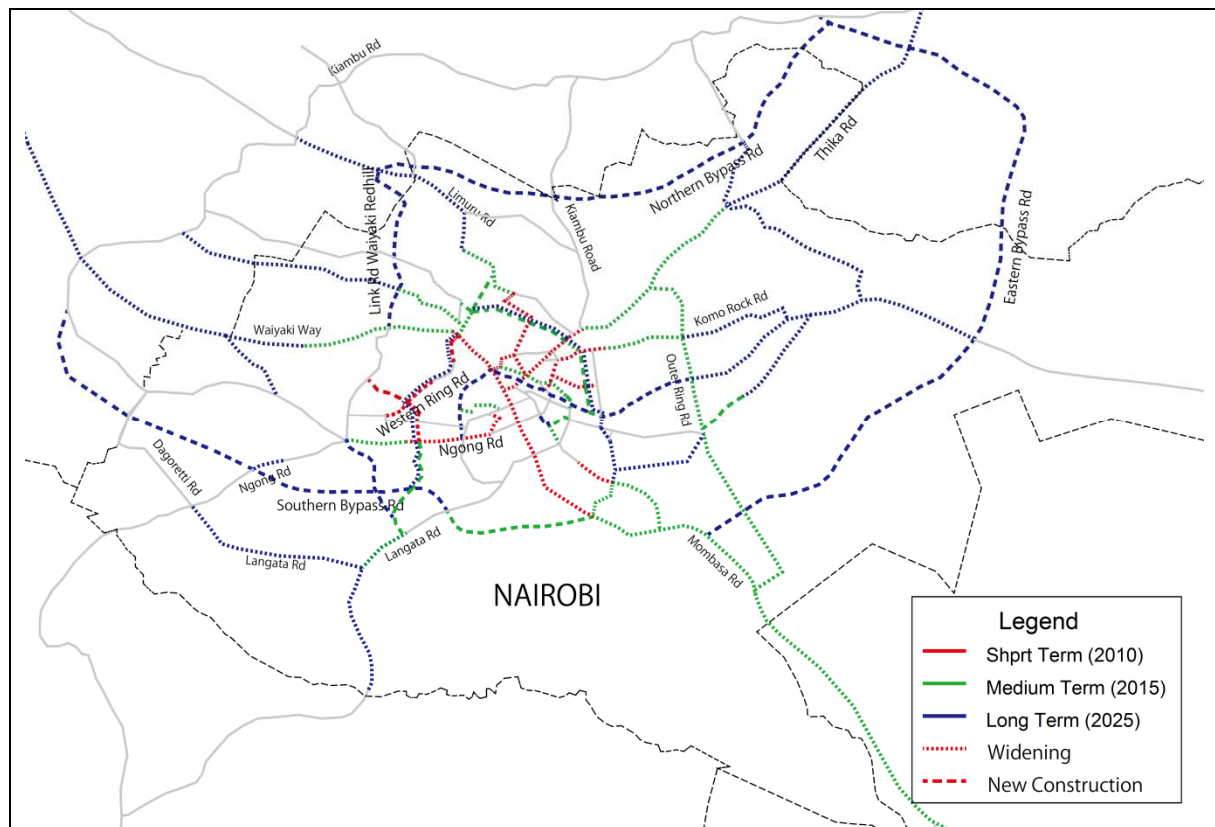 Kiambu Rd
Thika Rd
Northern Bypass Rd
Limuru Rd
Kiambu Road
Link Rd Waiyaki Redhill
Eastern Bypass Rd
Komo Rock Rd
Waiyaki Way
Outer Ring Rd
Western Ring Rd
Ngong Rd
Dagoretti Rd
Ngong Rd
Southern Bypass Rd
Langata Rd
Langata Rd
Mombasa Rd
NAIROBI
Legend
Shprt Term (2010)
Medium Term (2015)
Long Term (2025)
Widening
New Construction